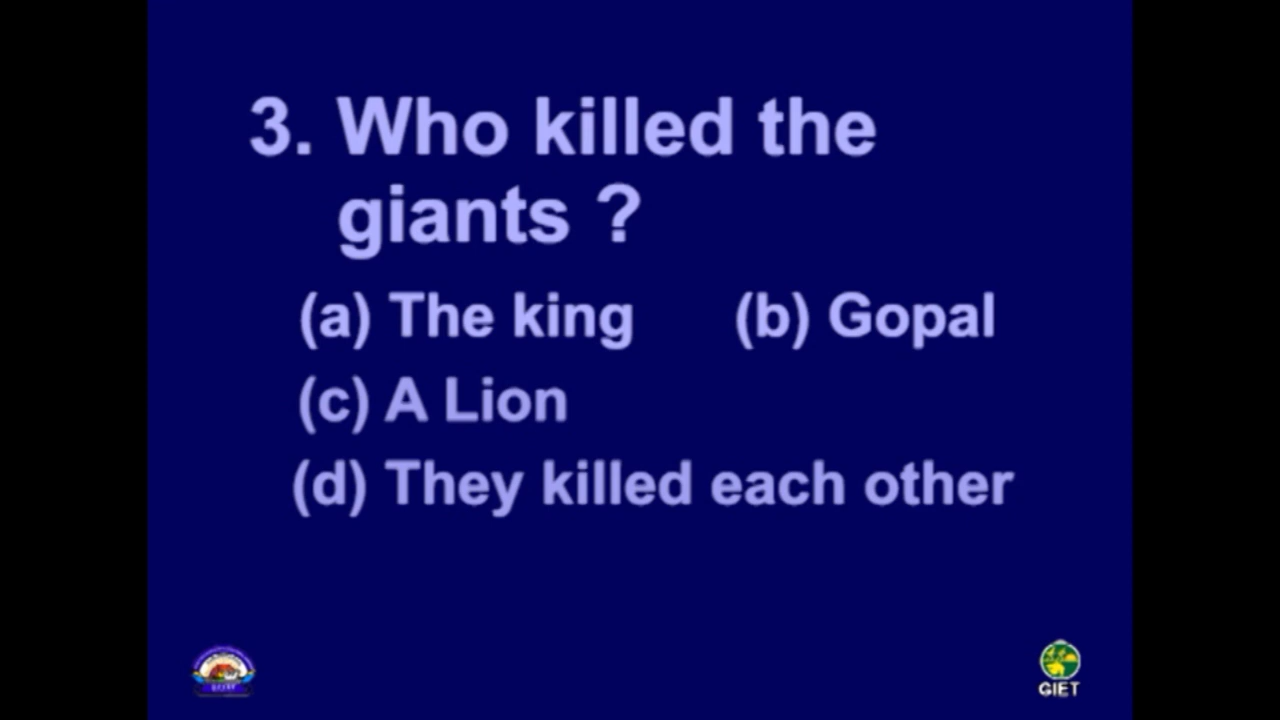 3. Who killed the
giants ?
(a) The king (b) Gopal
(c) A Lion
(d) They killed each other
GIET